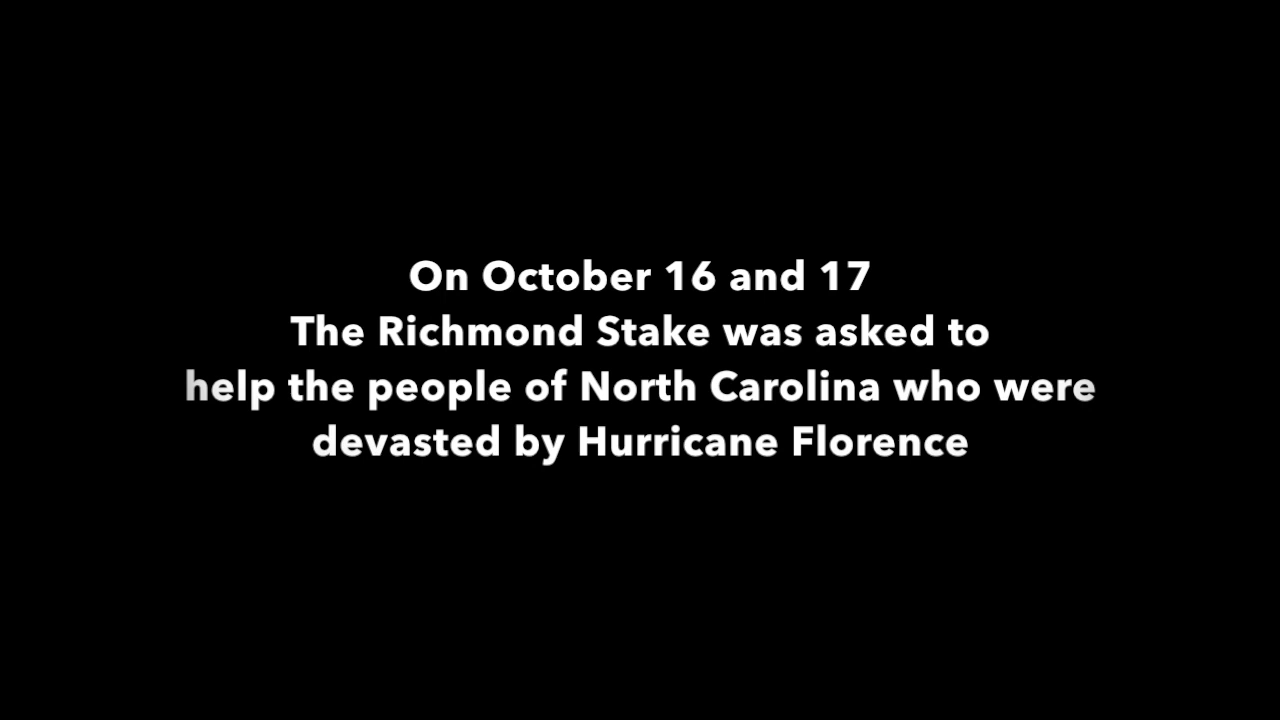 On October 16 and 17
The Richmond Stake was asked to
help the people of North Carolina who were
devasted by Hurricane Florence